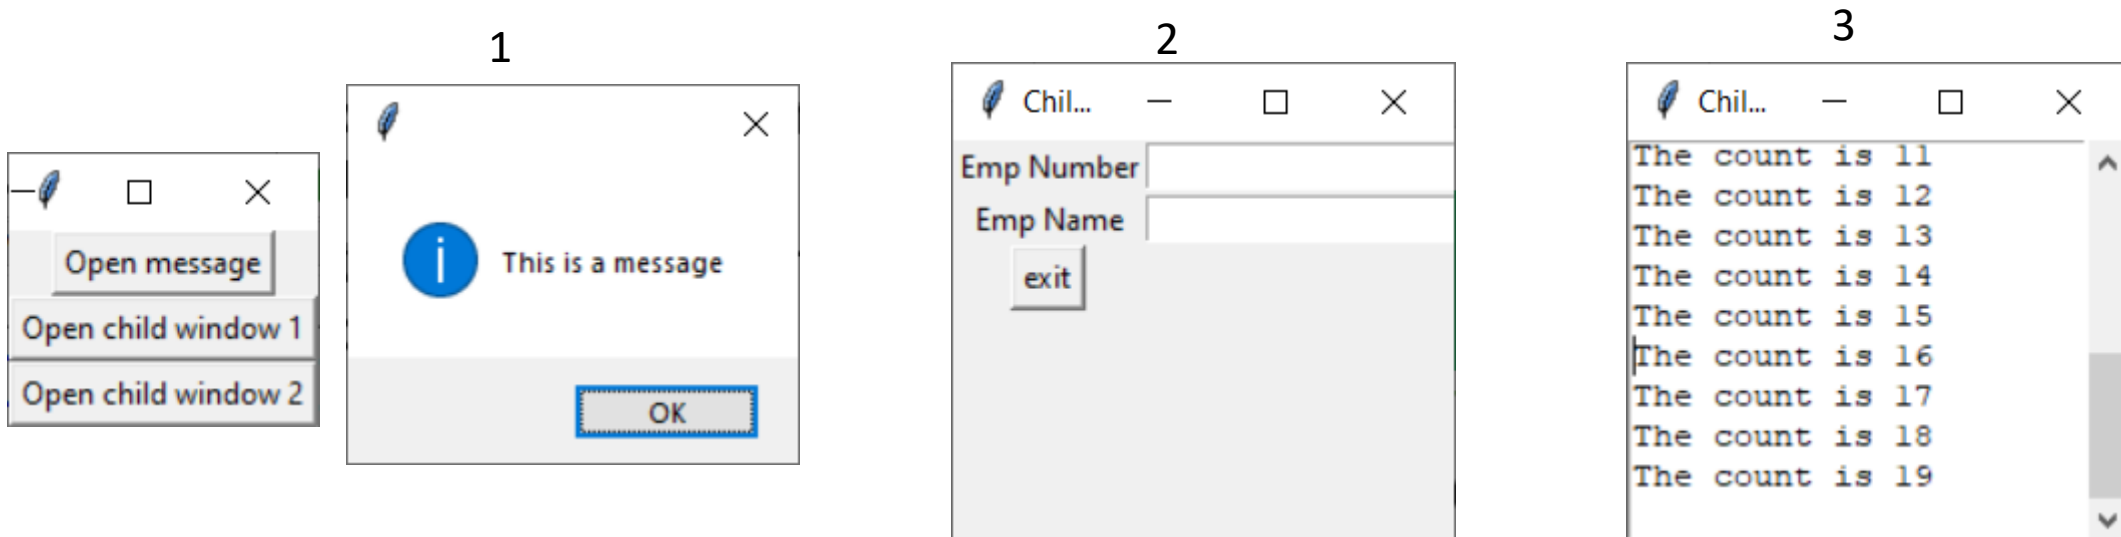 1
2
3
Open message
Open child window 1
Open child window 2
This is a message
OK
Chil...
Emp Number
Emp Name
exit
Chil...
The count is 11
The count is 12
The count is 13
The count is 14
The count is 15
The count is 16
The count is 17
The count is 18
The count is 19